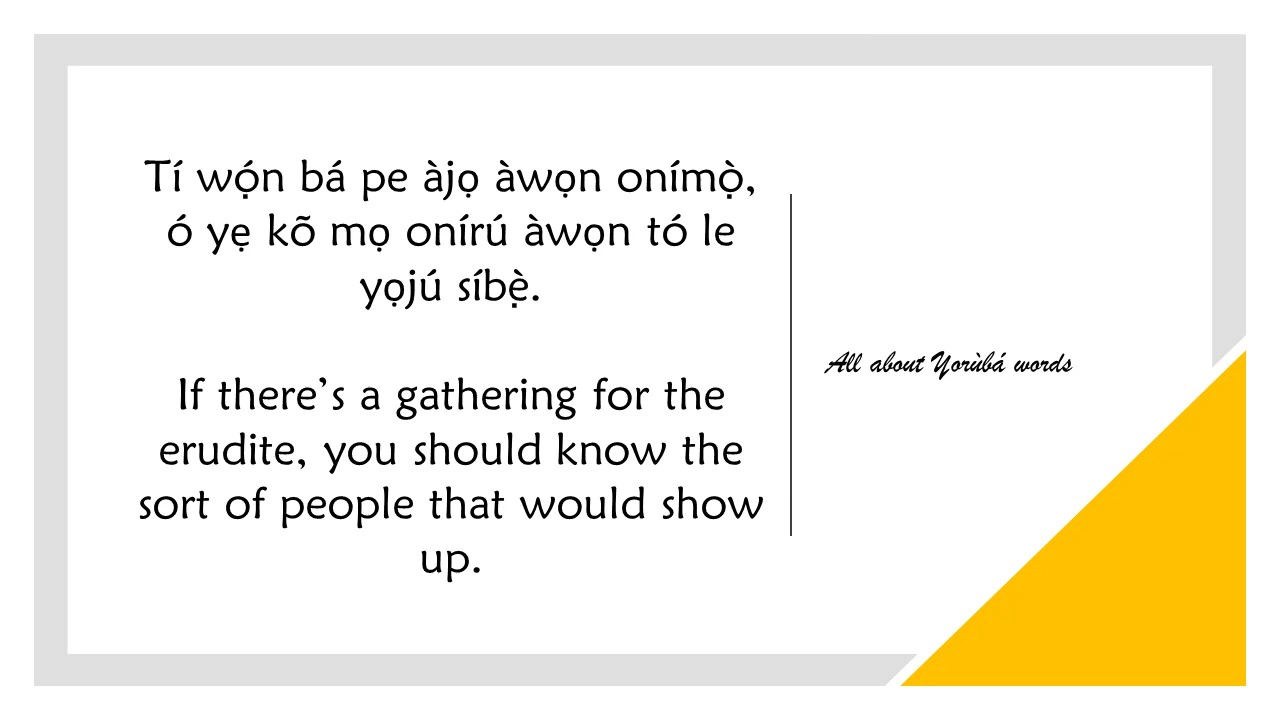 Tí wọ́n bá pe àjọ àwọn onímọ̀,
ó yẹ kõ mọ onírú àwọn tó le
yọjú síbẹ̀.
If there’s a gathering for the
erudite, you should know the
sort of people that would show
up.
All about Yorùbá words